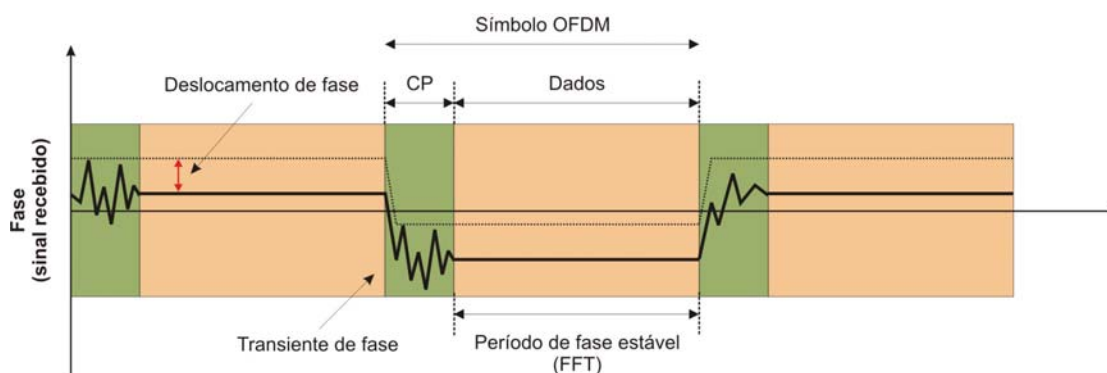 Símbolo OFDM
Deslocamento de fase
CP
Dados
Fase
(sinal recebido)
Transiente de fase
Período de fase estável
(FFT)